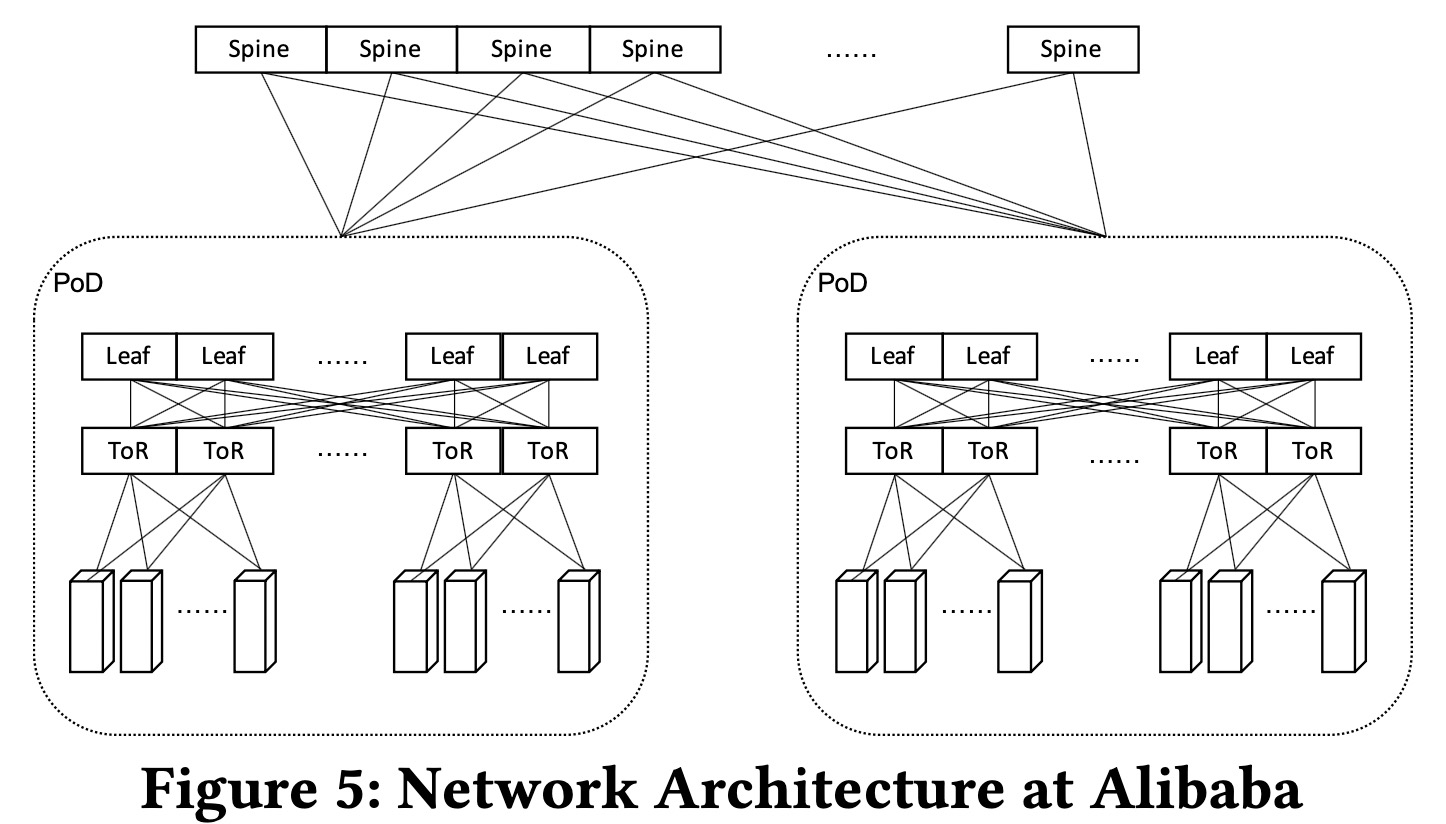 Spine Spine Spine Spine ...... Spine
PoD PoD
Leaf Leaf ...... Leaf Leaf Leaf Leaf ...... Leaf Leaf
ToR ToR ...... ToR ToR ToR ToR ...... ToR ToR
...... ...... ...... ......
Figure 5: Network Architecture at Alibaba